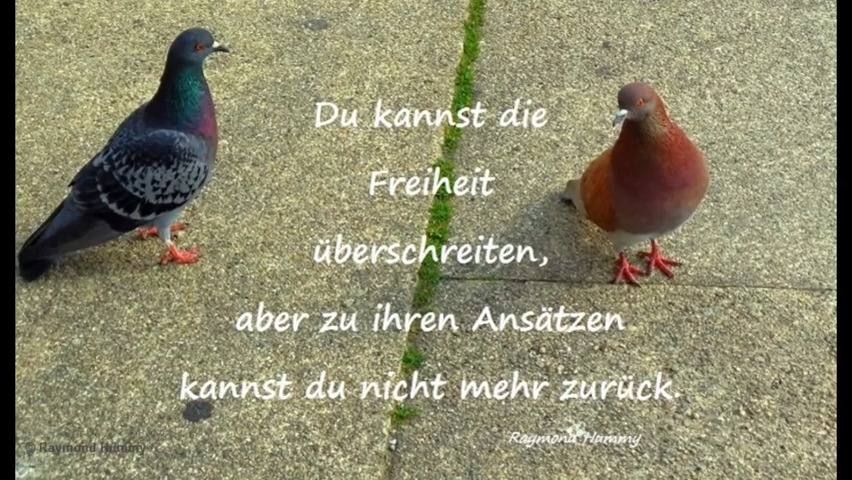 Du kannst die
Freiheit
überschreiten,
aber zu ihren Ansätzen
kannst du nicht mehr zurück.
Raymond Hammy
© Raymond Hammy